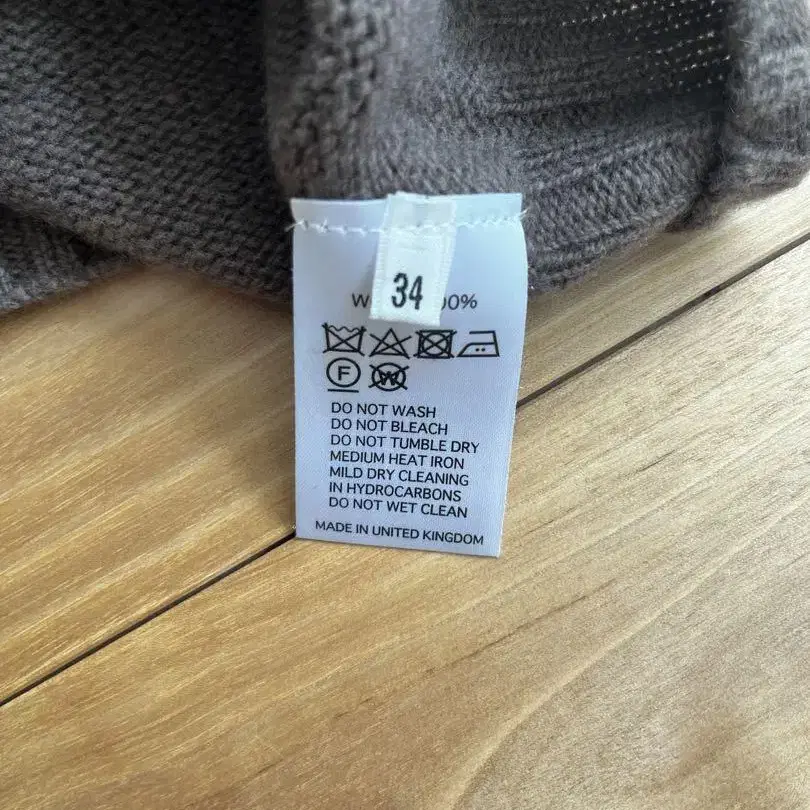 34
DO NOT WASH
DO NOT BLEACH
DO NOT TUMBLE DRY
MEDIUM HEAT IRON
MILD DRY CLEANING
IN HYDROCARBONS
DO NOT WET CLEAN
MADE IN UNITED KINGDOM
F
W